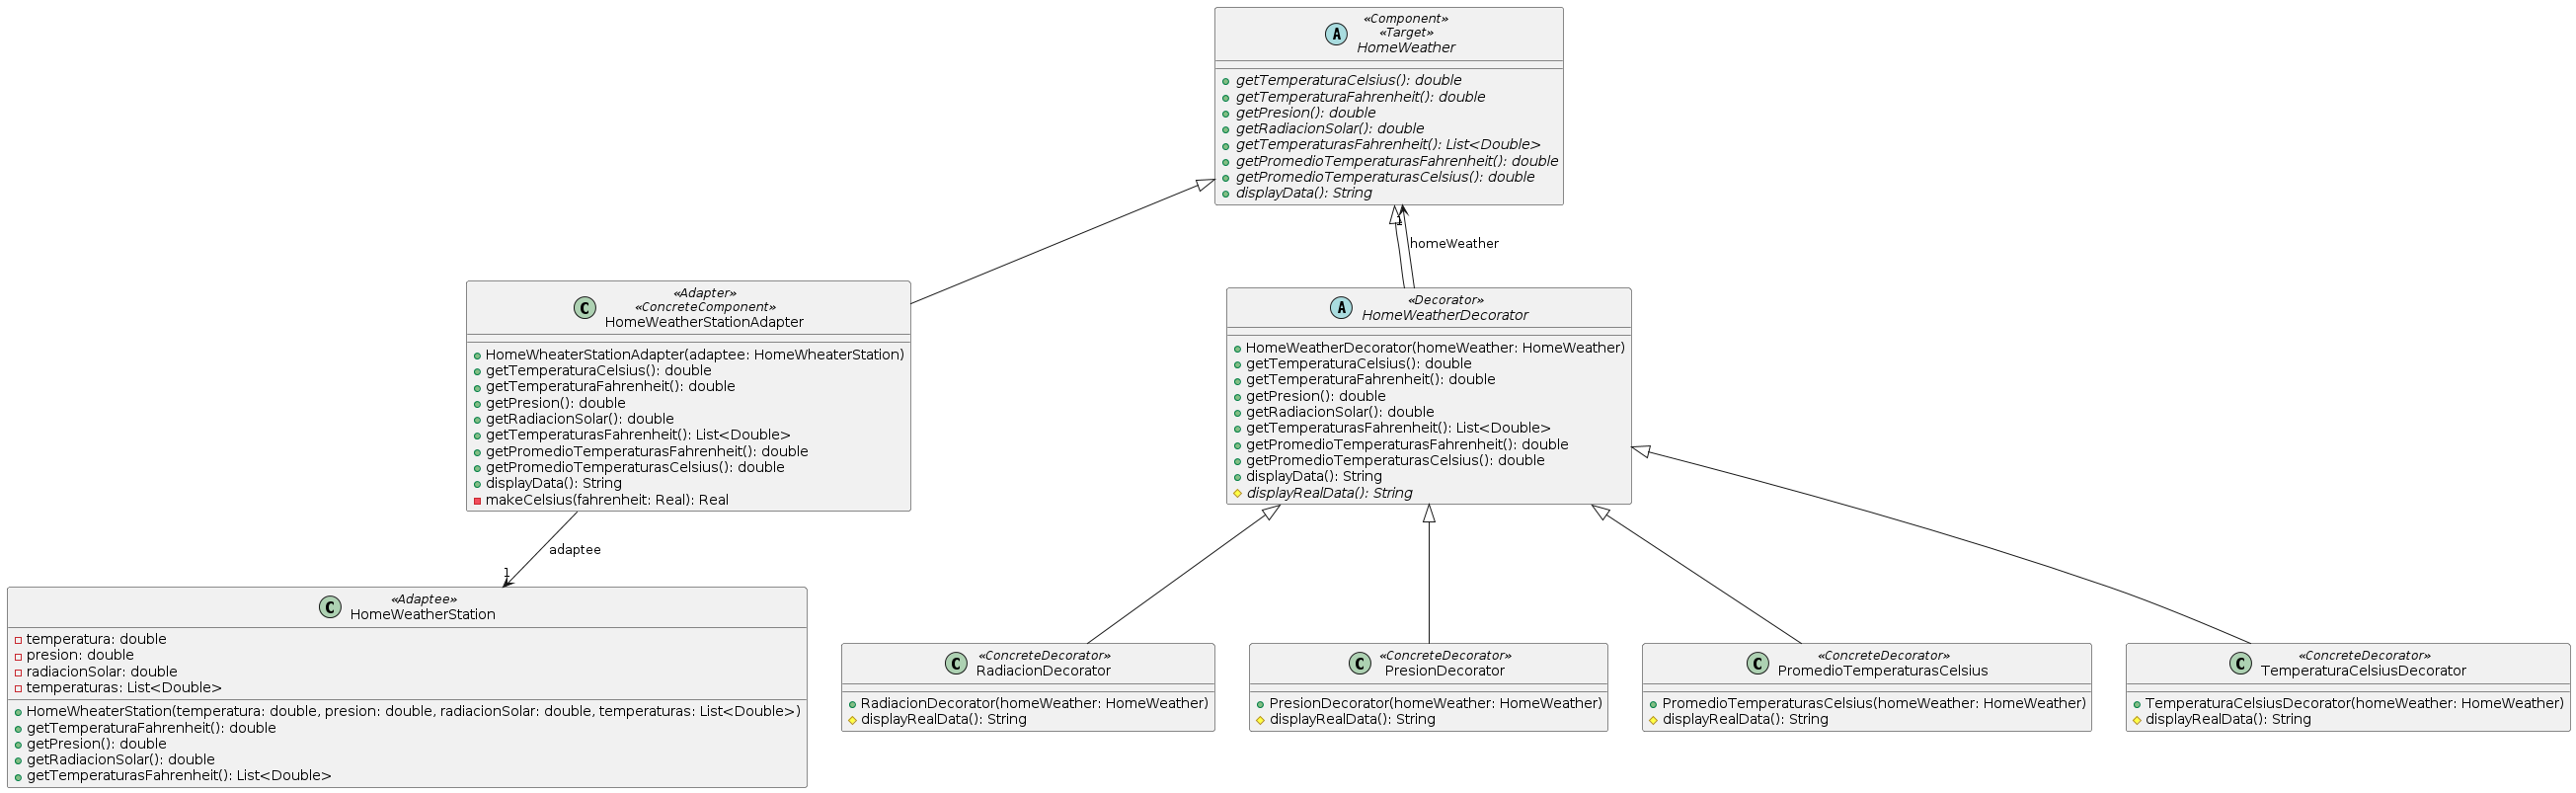 «Component»
«Target»
HomeWeather
getTemperaturaCelsius(): double
getTemperaturaFahrenheit(): double
getPresion(): double
getRadiacionSolar(): double
getTemperaturasFahrenheit(): List<Double>
getPromedioTemperaturasFahrenheit(): double
getPromedioTemperaturasCelsius(): double
displayData(): String
1
homeWeather
«Adapter»
«ConcreteComponent»
HomeWeatherStationAdapter
HomeWheaterStationAdapter(adaptee: HomeWheaterStation)
getTemperaturaCelsius(): double
getTemperaturaFahrenheit(): double
getPresion(): double
getRadiacionSolar(): double
getTemperaturasFahrenheit(): List<Double>
getPromedioTemperaturasFahrenheit(): double
getPromedioTemperaturasCelsius(): double
displayData(): String
makeCelsius(fahrenheit: Real): Real
«Decorator»
HomeWeatherDecorator
HomeWeatherDecorator(homeWeather: HomeWeather)
getTemperaturaCelsius(): double
getTemperaturaFahrenheit(): double
getPresion(): double
getRadiacionSolar(): double
getTemperaturasFahrenheit(): List<Double>
getPromedioTemperaturasFahrenheit(): double
getPromedioTemperaturasCelsius(): double
displayData(): String
displayRealData(): String
adaptee
1
«Adaptee»
HomeWeatherStation
temperatura: double
presion: double
radiacionSolar: double
temperaturas: List<Double>
HomeWheaterStation(temperatura: double, presion: double, radiacionSolar: double, temperaturas: List<Double>)
getTemperaturaFahrenheit(): double
getPresion(): double
getRadiacionSolar(): double
getTemperaturasFahrenheit(): List<Double>
«ConcreteDecorator»
RadiacionDecorator
RadiacionDecorator(homeWeather: HomeWeather)
displayRealData(): String
«ConcreteDecorator»
PresionDecorator
PresionDecorator(homeWeather: HomeWeather)
displayRealData(): String
«ConcreteDecorator»
PromedioTemperaturasCelsius
PromedioTemperaturasCelsius(homeWeather: HomeWeather)
displayRealData(): String
«ConcreteDecorator»
TemperaturaCelsiusDecorator
TemperaturaCelsiusDecorator(homeWeather: HomeWeather)
displayRealData(): String